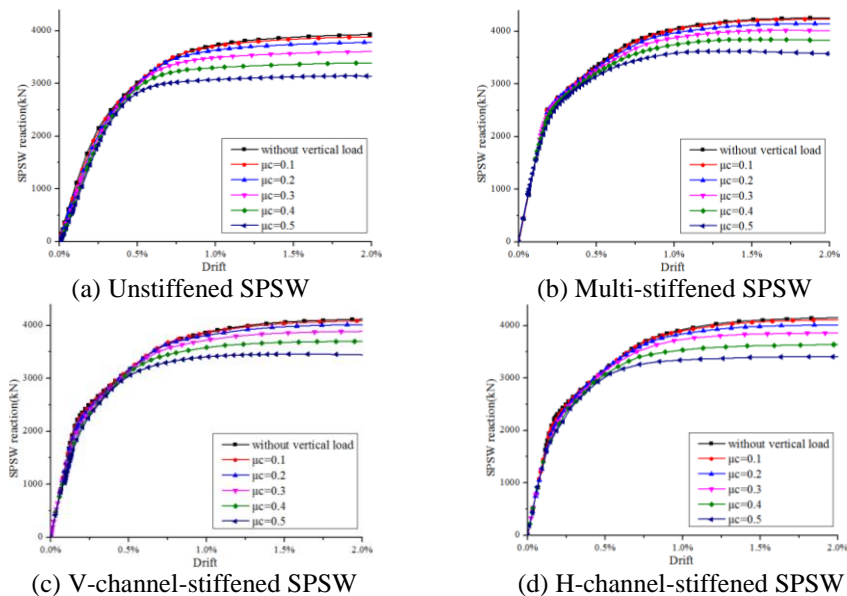 4000
3000
2000
1000
0
SPSW reaction(kN)
without vertical load
μc=0.1
μc=0.2
μc=0.3
μc=0.4
μc=0.5
0.0% 0.5% 1.0% 1.5% 2.0%
Drift
(a) Unstiffened SPSW
4000
3000
2000
1000
0
SPSW reaction(kN)
without vertical load
μc=0.1
μc=0.2
μc=0.3
μc=0.4
μc=0.5
0.0% 0.5% 1.0% 1.5% 2.0%
Drift
(b) Multi-stiffened SPSW
4000
3000
2000
1000
0
SPSW reaction(kN)
without vertical load
μc=0.1
μc=0.2
μc=0.3
μc=0.4
μc=0.5
0.0% 0.5% 1.0% 1.5% 2.0%
Drift
(c) V-channel-stiffened SPSW
4000
3000
2000
1000
0
SPSW reaction(kN)
without vertical load
μc=0.1
μc=0.2
μc=0.3
μc=0.4
μc=0.5
0.0% 0.5% 1.0% 1.5% 2.0%
Drift
(d) H-channel-stiffened SPSW